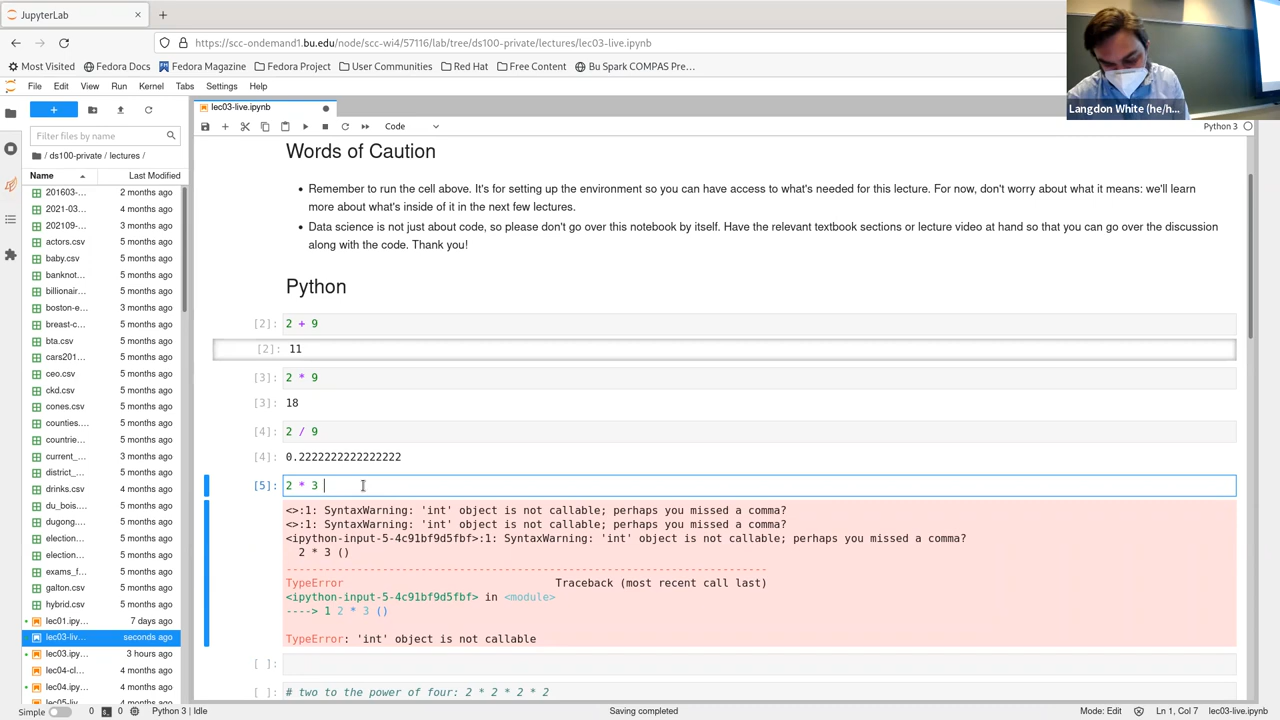 JupyterLab
https://scc-ondemand1.bu.edu/node/scc-wi4/57116/lab/tree/ds100-private/lectures/lec03-live.ipynb
Most Visited Fedora Docs Fedora Magazine Fedora Project User Communities Red Hat Free Content Bu Spark COMPAS Pre…
Langdon White (he/h...
File Edit View Run Kernel Tabs Settings Help
lec03-live.ipynb
Code
Python 3
Filter files by name
/ ds100-private / lectures /
Name Last Modified
201603-… 2 months ago
2021-03… 4 months ago
202109-… 3 months ago
actors.csv 5 months ago
baby.csv 5 months ago
banknot… 5 months ago
billionair… 5 months ago
boston-e… 3 months ago
breast-c… 5 months ago
bta.csv 5 months ago
cars201… 5 months ago
ceo.csv 5 months ago
ckd.csv 5 months ago
cones.csv 5 months ago
counties.… 5 months ago
countrie… 5 months ago
current_… 3 months ago
district_… 5 months ago
drinks.csv 4 months ago
du_bois.… 5 months ago
dugong.… 5 months ago
election… 5 months ago
election… 5 months ago
exams_f… 5 months ago
galton.csv 5 months ago
hybrid.csv 5 months ago
lec01.ipy… 7 days ago
lec03-liv… seconds ago
lec03.ipy… 3 hours ago
lec04-cl… 4 months ago
lec04.ipy… 4 months ago
lec05-liv… 4 months ago
Words of Caution
• Remember to run the cell above. It's for setting up the environment so you can have access to what's needed for this lecture. For now, don't worry about what it means: we'll learn
more about what's inside of it in the next few lectures.
• Data science is not just about code, so please don't go over this notebook by itself. Have the relevant textbook sections or lecture video at hand so that you can go over the discussion
along with the code. Thank you!
Python
[2]: 2 + 9
[2]: 11
[3]: 2 * 9
[3]: 18
[4]: 2 / 9
[4]: 0.2222222222222222
[5]: 2 * 3
<>:1: SyntaxWarning: 'int' object is not callable; perhaps you missed a comma?
<>:1: SyntaxWarning: 'int' object is not callable; perhaps you missed a comma?
<ipython-input-5-4c91bf9d5fbf>:1: SyntaxWarning: 'int' object is not callable; perhaps you missed a comma?
2 * 3 ()
---------------------------------------------------------------------------
TypeError Traceback (most recent call last)
<ipython-input-5-4c91bf9d5fbf> in <module>
----> 1 2 * 3 ()
TypeError: 'int' object is not callable
[ ]:
[ ]: # two to the power of four: 2 * 2 * 2 * 2
Simple 0 0 Python 3 | Idle Saving completed Mode: Edit Ln 1, Col 7 lec03-live.ipynb